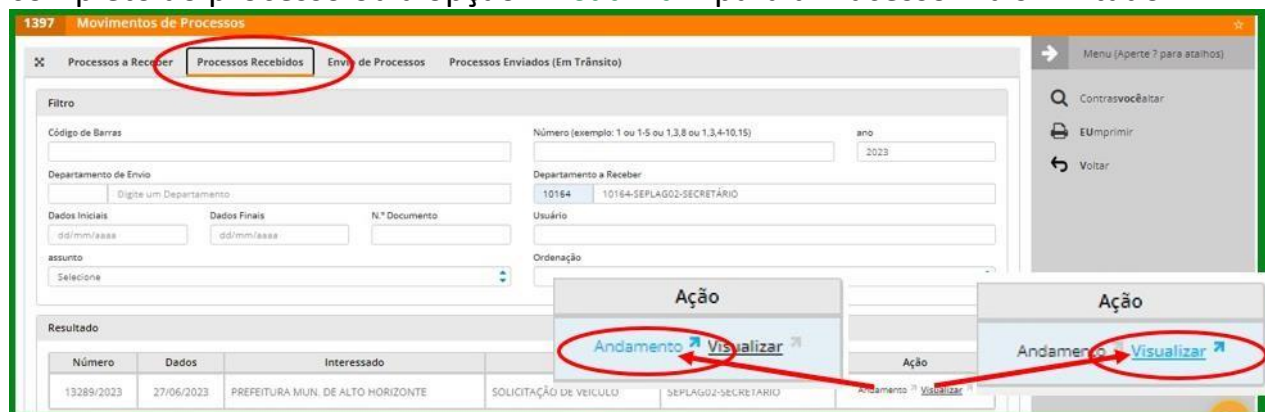 1397 Movimentos de Processos
Processos a Receber Processos Recebidos Envio de Processos Processos Enviados (Em Trânsito)
Menu (Aperte ? para atalhos)
Contrasvocêaltar
EUmprimir
Voltar
Filtro
Código de Barras Número (exemplo: 1 ou 1-5 ou 1,3,8 ou 1,3,4-10,15) ano
2023
Departamento de Envio Departamento a Receber
Digite um Departamento 10164 10164-SEPLAG02-SECRETÁRIO
Dados Iniciais Dados Finais N.º Documento Usuário
dd/mm/aaaa dd/mm/aaaa
assunto Ordenação
Selecione
Ação Ação
Andamento Visualizar Andamento Visualizar
Resultado
Número Dados Interessado Ação
13289/2023 27/06/2023 PREFEITURA MUN. DE ALTO HORIZONTE SOLICITAÇÃO DE VEÍCULO SEPLAG02-SECRETÁRIO Andamento Visualizar